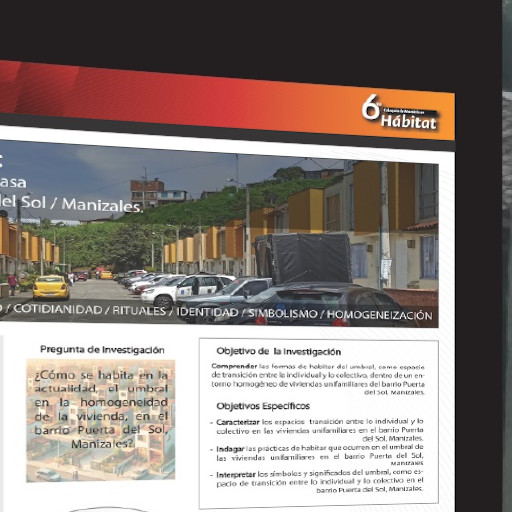 6
Hábitat
asa
el Sol / Manizales.
/ COTIDIANIDAD / RITUALES / IDENTIDAD / SIMBOLISMO / HOMOGENEIZACIÓN
Pregunta de Investigación
¿Cómo se habita en la
actualidad, el umbral
en la homogeneidad
de la vivienda, en el
barrio Puerta del Sol,
Manizales?
Objetivo de la Investigación
Comprender las formas de habitar del umbral, como espacio
de transición entre lo individual y lo colectivo, dentro de un en-
torno homogéneo de viviendas unifamiliares del barrio Puerta
del Sol, Manizales.
Objetivos Específicos
- Caracterizar los espacios transición entre lo individual y lo
colectivo en las viviendas unifamiliares en el barrio Puerta
del Sol, Manizales.
- Indagar las prácticas de habitar que ocurren en el umbral de
las viviendas unifamiliares en el barrio Puerta del Sol,
Manizales
- Interpretar los símbolos y significados del umbral, como es-
pacio de transición entre lo individual y lo colectivo en el
barrio Puerta del Sol, Manizales.